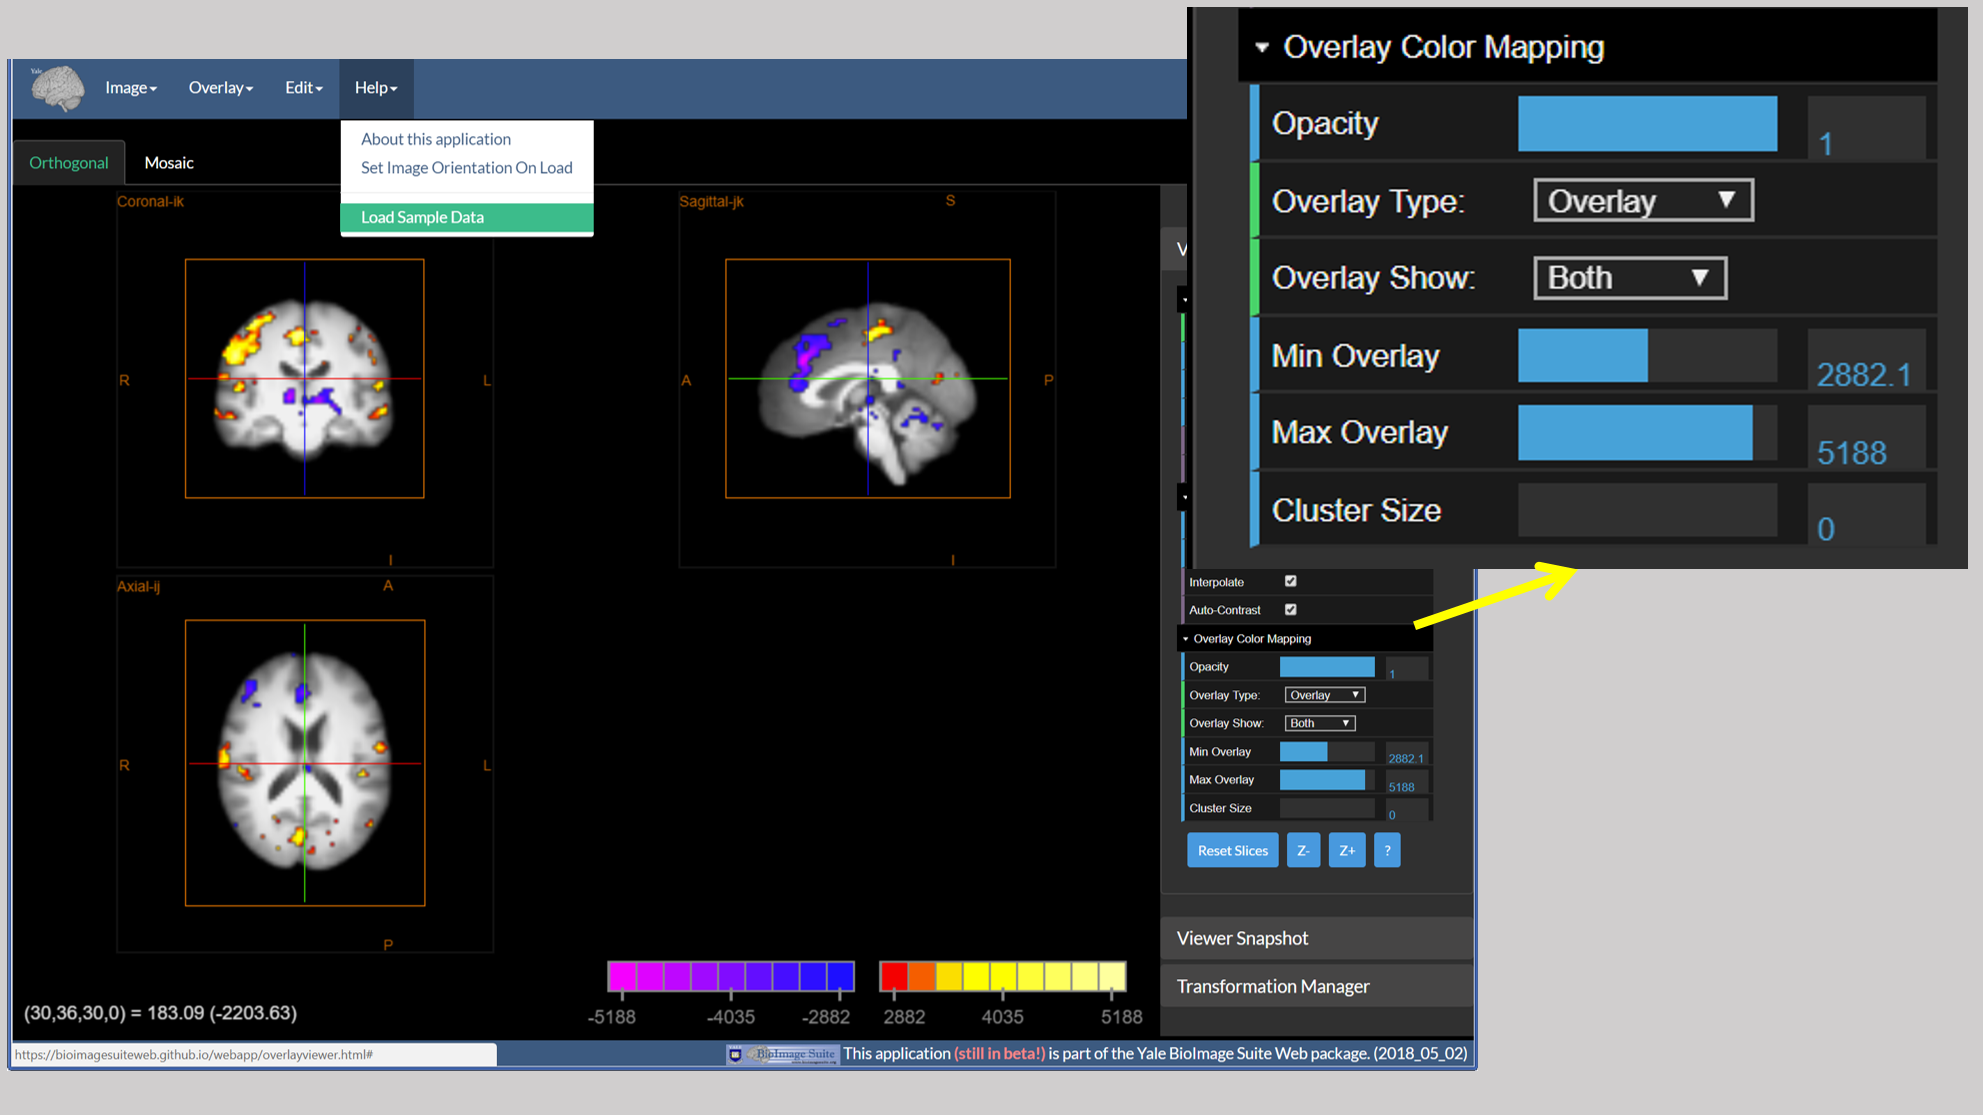 Yale
Image
Overlay
Edit
Help
About this application
Set Image Orientation On Load
Load Sample Data
Orthogonal
Mosaic
Coronal-ik
R
L
I
Sagittal-jk
S
A
P
I
Axial-ij
A
R
L
P
(30,36,30,0) = 183.09 (-2203.63)
-5188
-4035
-2882
2882
4035
5188
Overlay Color Mapping
Opacity
1
Overlay Type:
Overlay
Overlay Show:
Both
Min Overlay
2882.1
Max Overlay
5188
Cluster Size
0
V
Interpolate
Auto-Contrast
Overlay Color Mapping
Opacity
1
Overlay Type:
Overlay
Overlay Show:
Both
Min Overlay
2882.1
Max Overlay
5188
Cluster Size
0
Reset Slices
Z-
Z+
?
Viewer Snapshot
Transformation Manager
https://bioimagesuiteweb.github.io/webapp/overlayviewer.html#
BioImage Suite
This application (still in beta!) is part of the Yale BioImage Suite Web package. (2018_05_02)